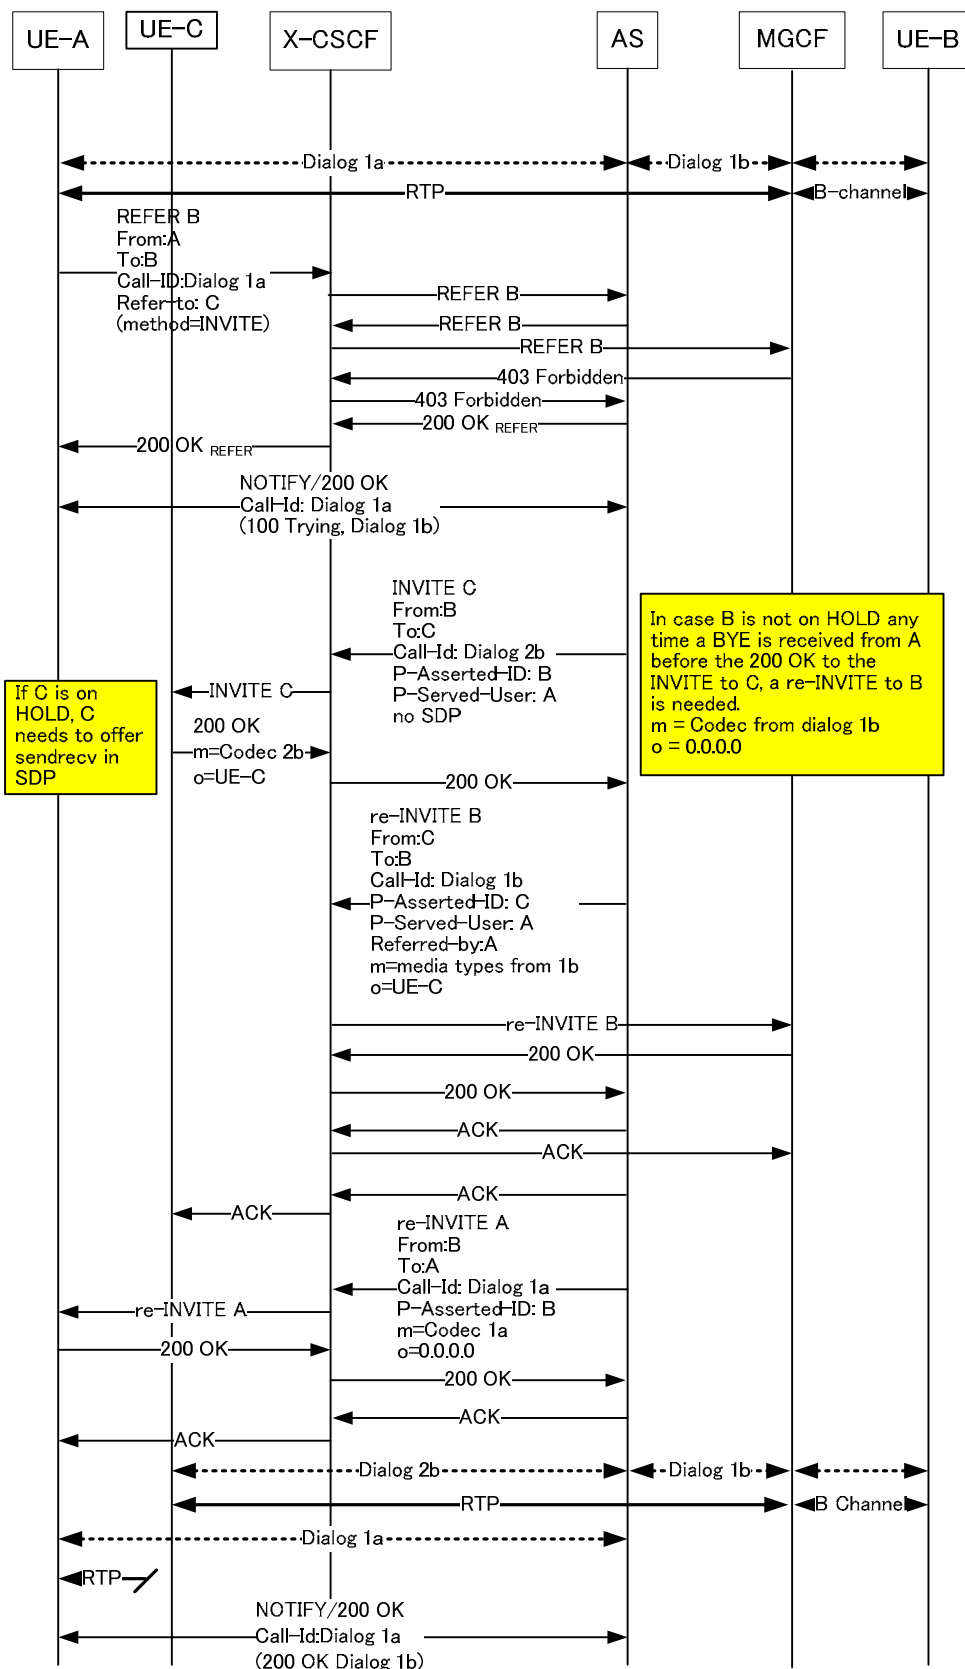 UE-A
UE-C
X-CSCF
AS
MGCF
UE-B
Dialog 1a
Dialog 1b
RTP
B-channel
REFER B
From:A
To:B
Call-ID:Dialog 1a
Refer-to: C
(method=INVITE)
REFER B
REFER B
REFER B
403 Forbidden
403 Forbidden
200 OK REFER
200 OK REFER
NOTIFY/200 OK
Call-Id: Dialog 1a
(100 Trying, Dialog 1b)
INVITE C
From:B
To:C
Call-Id: Dialog 2b
P-Asserted-ID: B
P-Served-User: A
no SDP
In case B is not on HOLD any
time a BYE is received from A
before the 200 OK to the
INVITE to C, a re-INVITE to B
is needed.
m = Codec from dialog 1b
o = 0.0.0.0
If C is on
HOLD, C
needs to offer
sendrecv in
SDP
INVITE C
200 OK
m=Codec 2b
o=UE-C
200 OK
re-INVITE B
From:C
To:B
Call-Id: Dialog 1b
P-Asserted-ID: C
P-Served-User: A
Referred-by:A
m=media types from 1b
o=UE-C
re-INVITE B
200 OK
200 OK
ACK
ACK
ACK
ACK
re-INVITE A
From:B
To:A
Call-Id: Dialog 1a
P-Asserted-ID: B
m=Codec 1a
o=0.0.0.0
re-INVITE A
200 OK
200 OK
ACK
ACK
Dialog 2b
Dialog 1b
RTP
B Channel
Dialog 1a
RTP
NOTIFY/200 OK
Call-Id:Dialog 1a
(200 OK Dialog 1b)